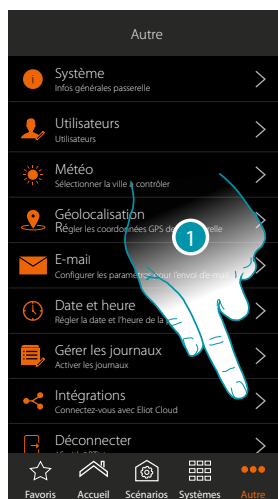 Autre
Système
Infos générales passerelle
Utilisateurs
Utilisateurs
Météo
Sélectionner la ville à contrôler
Géolocalisation
Régler les coordonnées GPS de
E-mail
Configurer les paramètres pour l'envoi d'e-mail
1
Date et heure
Régler la date et l'heure de la
Gérer les journaux
Activer les journaux
Intégrations
Connectez-vous avec Eliot Cloud
Déconnecter
Favoris Accueil Scénarios Systèmes Autre